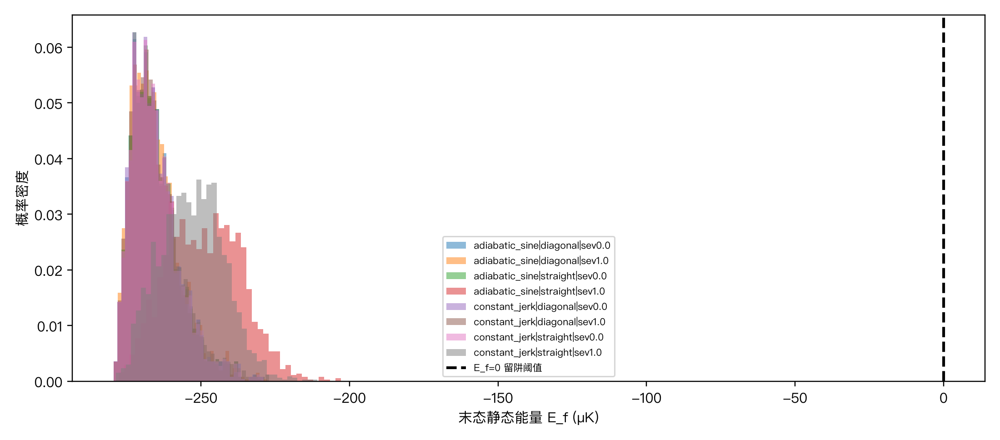 0.06
0.05
0.04
0.03
0.02
0.01
0.00
概率密度
adiabatic_sine|diagonal|sev0.0
adiabatic_sine|diagonal|sev1.0
adiabatic_sine|straight|sev0.0
adiabatic_sine|straight|sev1.0
constant_jerk|diagonal|sev0.0
constant_jerk|diagonal|sev1.0
constant_jerk|straight|sev0.0
constant_jerk|straight|sev1.0
E_f=0 留阱阈值
−250 −200 −150 −100 −50 0
末态静态能量 E_f (μK)